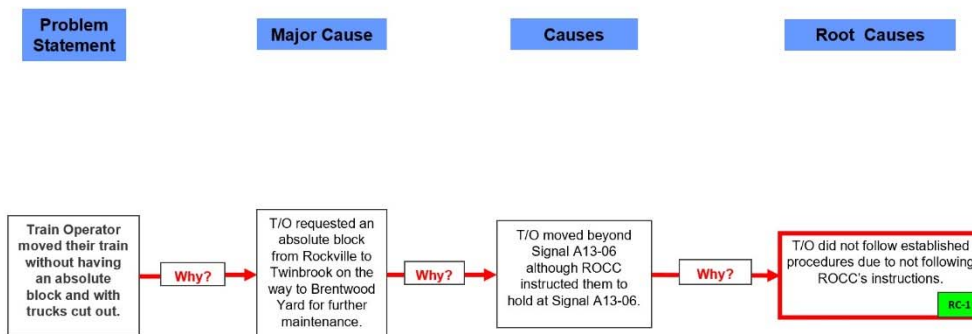 Problem
Statement
Major Cause
Causes
Root Causes
Train Operator
moved their train
without having
an absolute
block and with
trucks cut out.
Why?
T/O requested an
absolute block
from Rockville to
Twinbrook on the
way to Brentwood
Yard for further
maintenance.
Why?
T/O moved beyond
Signal A13-06
although ROCC
instructed them to
hold at Signal A13-06.
Why?
T/O did not follow established
procedures due to not following
ROCC's instructions.
RC-1